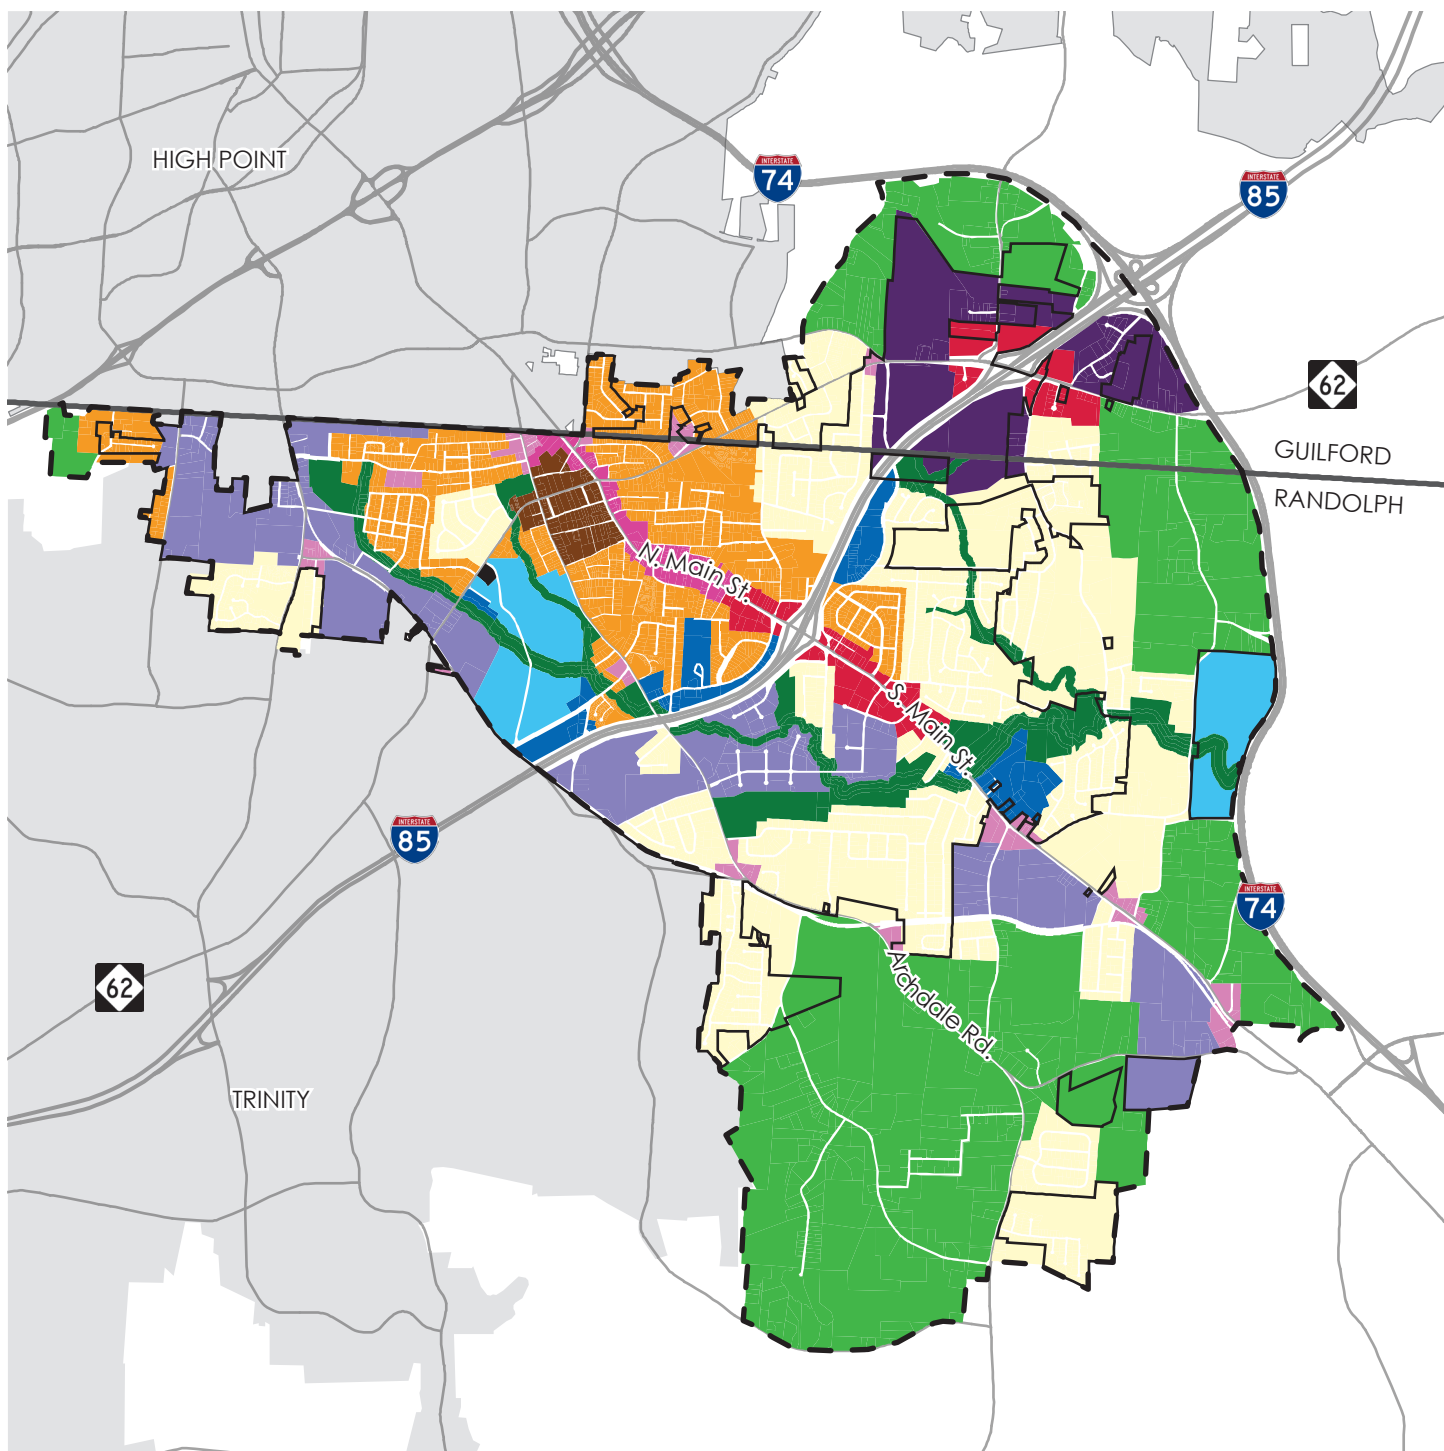 HIGH POINT
INTERSTATE
74
INTERSTATE
85
62
GUILFORD
RANDOLPH
N. Main St.
S. Main St.
INTERSTATE
85
INTERSTATE
74
Archdale Rd.
62
TRINITY